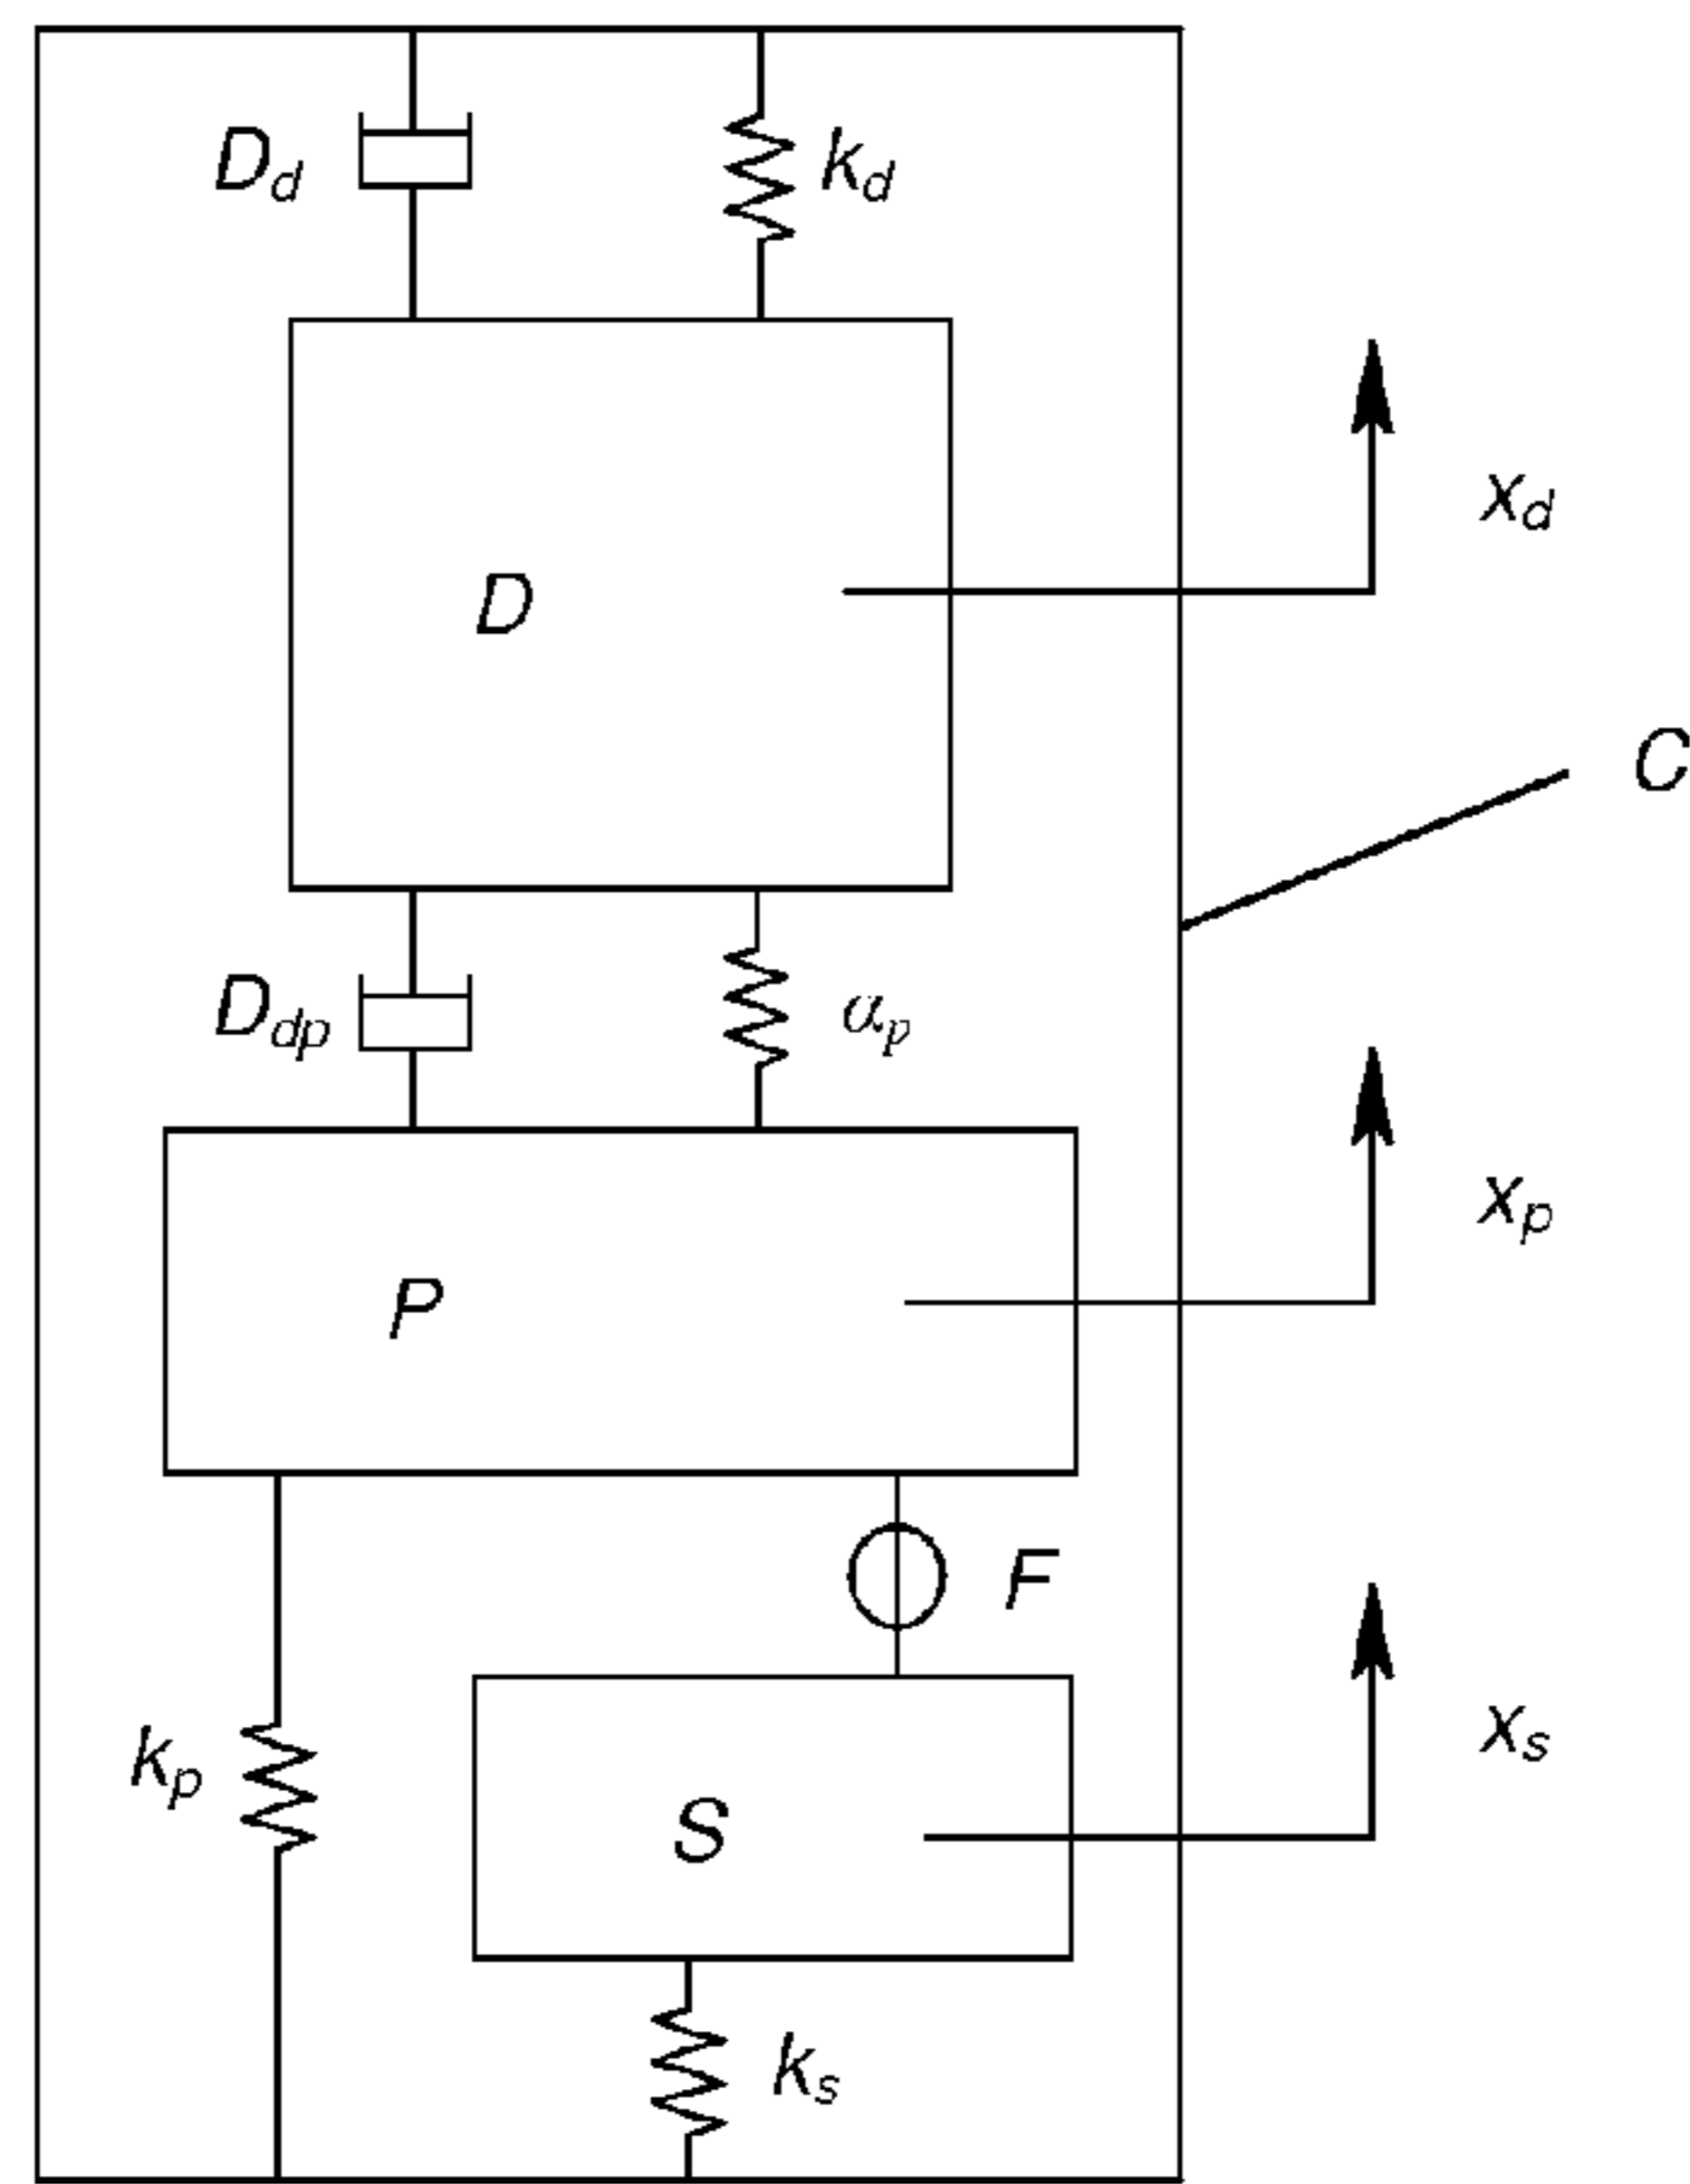 D_d
k_d
x_d
D
C
D_dp
α_p
x_p
P
F
x_s
k_p
S
k_s